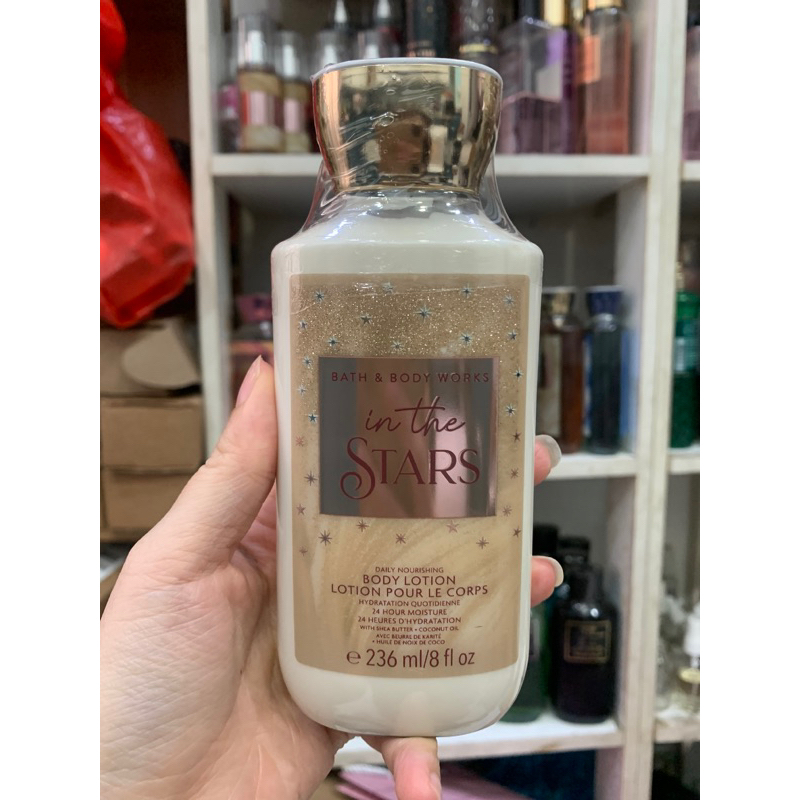 BATH & BODY WORKS
in the
STARS
DAILY NOURISHING
BODY LOTION
LOTION POUR LE CORPS
HYDRATATION QUOTIDIENNE
24 HOUR MOISTURE
24 HEURES D'HYDRATATION
WITH SHEA BUTTER + COCONUT OIL
AVEC BEURRE DE KARITÉ
+ HUILE DE NOIX DE COCO
℮ 236 ml/8 fl oz